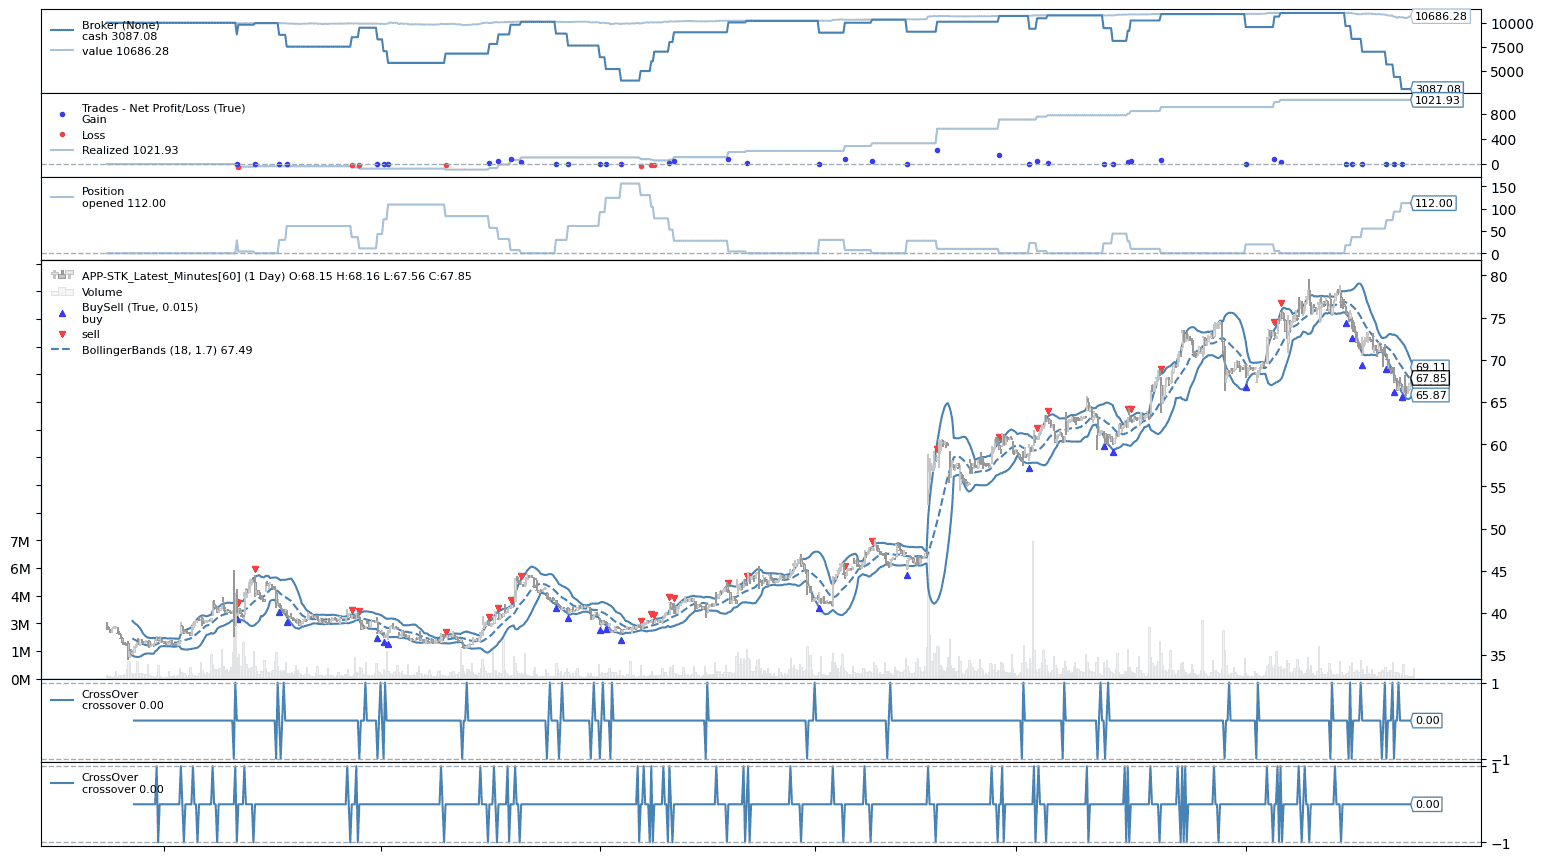 Broker (None)
cash 3087.08
value 10686.28
10686.28
10000
7500
5000
3087.08
Trades - Net Profit/Loss (True)
Gain
Loss
Realized 1021.93
1021.93
800
400
0
Position
opened 112.00
150
112.00
100
50
0
APP-STK_Latest_Minutes[60] (1 Day) O:68.15 H:68.16 L:67.56 C:67.85
Volume
BuySell (True, 0.015)
buy
sell
BollingerBands (18, 1.7) 67.49
80
75
70
69.11
67.85
65.87
65
60
55
50
45
40
35
7M
6M
4M
3M
1M
0M
CrossOver
crossover 0.00
1
0.00
−1
CrossOver
crossover 0.00
1
0.00
−1